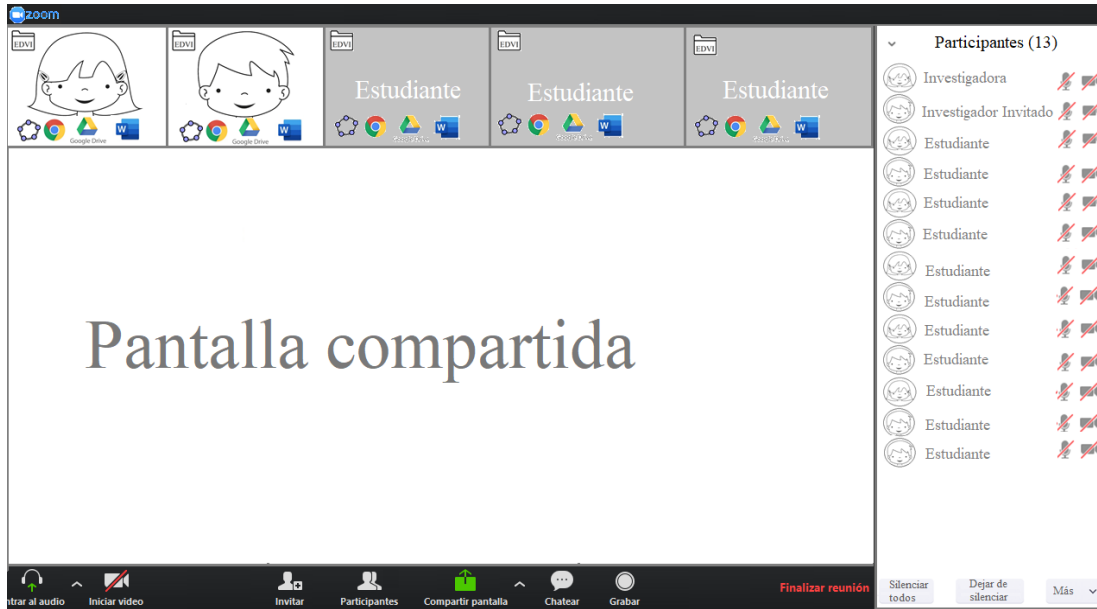 zoom
EDVI
EDVI
EDVI
EDVI
EDVI
Estudiante
Estudiante
Estudiante
Google Drive
Google Drive
Pantalla compartida
Participantes (13)
Investigadora
Investigador Invitado
Estudiante
Estudiante
Estudiante
Estudiante
Estudiante
Estudiante
Estudiante
Estudiante
Estudiante
Estudiante
Estudiante
Silenciar
todos
Dejar de
silenciar
Más
ntrar al audio
Iniciar video
Invitar
Participantes
Compartir pantalla
Chatear
Grabar
Finalizar reunión